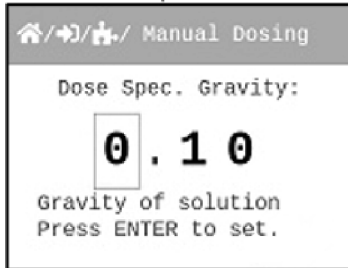 / / / Manual Dosing
Dose Spec. Gravity:
0.10
Gravity of solution
Press ENTER to set.